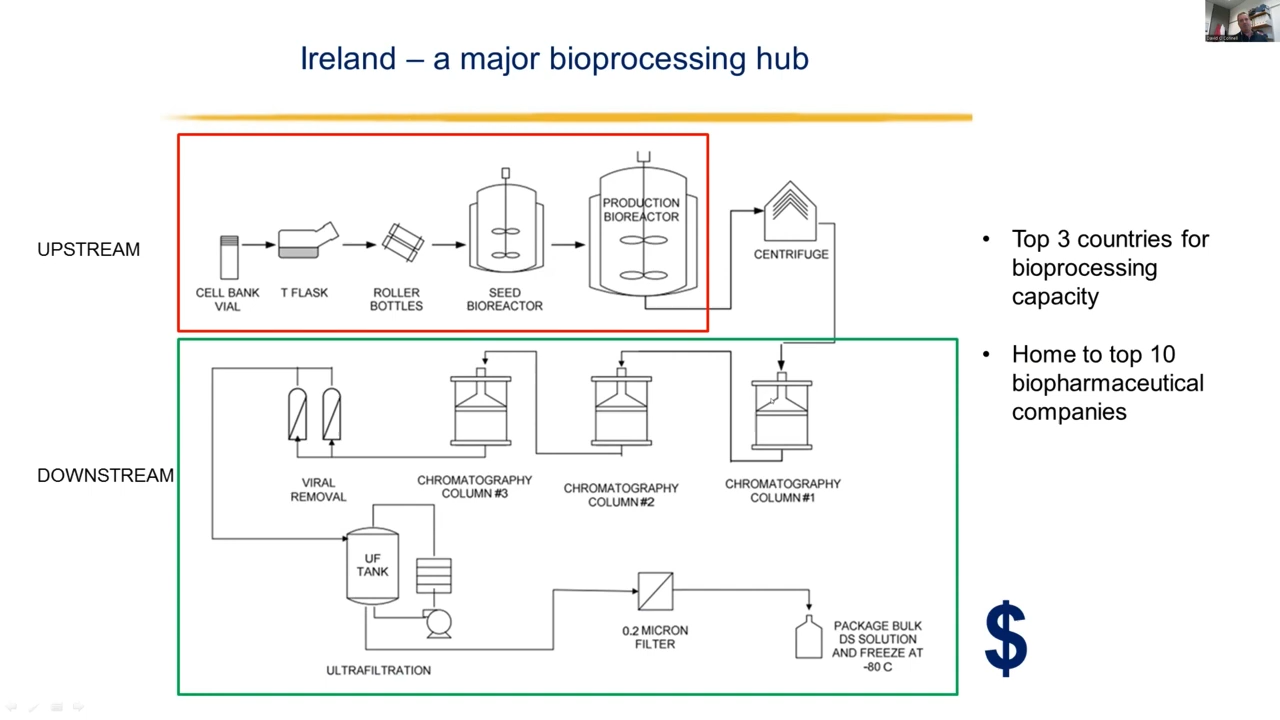 Ireland – a major bioprocessing hub
UPSTREAM
CELL BANK
VIAL
T FLASK
ROLLER
BOTTLES
SEED
BIOREACTOR
PRODUCTION
BIOREACTOR
CENTRIFUGE
• Top 3 countries for
bioprocessing
capacity
• Home to top 10
biopharmaceutical
companies
DOWNSTREAM
VIRAL
REMOVAL
CHROMATOGRAPHY
COLUMN #3
CHROMATOGRAPHY
COLUMN #2
CHROMATOGRAPHY
COLUMN #1
UF
TANK
ULTRAFILTRATION
0.2 MICRON
FILTER
PACKAGE BULK
DS SOLUTION
AND FREEZE AT
-80 C
$